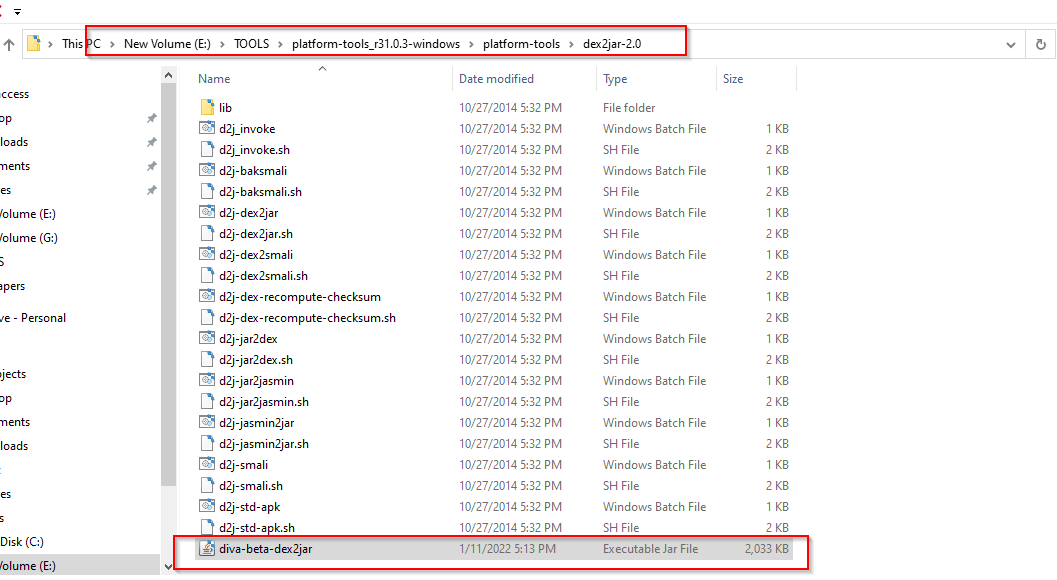 This PC > New Volume (E:) > TOOLS > platform-tools_r31.0.3-windows > platform-tools > dex2jar-2.0
Name Date modified Type Size
ccess
op
loads
ments
es
Volume (E:)
Volume (G:)
S
apers
ve - Personal
jects
op
ments
loads
es
s
Disk (C:)
Volume (E:)
lib 10/27/2014 5:32 PM File folder
d2j_invoke 10/27/2014 5:32 PM Windows Batch File 1 KB
d2j_invoke.sh 10/27/2014 5:32 PM SH File 2 KB
d2j-baksmali 10/27/2014 5:32 PM Windows Batch File 1 KB
d2j-baksmali.sh 10/27/2014 5:32 PM SH File 2 KB
d2j-dex2jar 10/27/2014 5:32 PM Windows Batch File 1 KB
d2j-dex2jar.sh 10/27/2014 5:32 PM SH File 2 KB
d2j-dex2smali 10/27/2014 5:32 PM Windows Batch File 1 KB
d2j-dex2smali.sh 10/27/2014 5:32 PM SH File 2 KB
d2j-dex-recompute-checksum 10/27/2014 5:32 PM Windows Batch File 1 KB
d2j-dex-recompute-checksum.sh 10/27/2014 5:32 PM SH File 2 KB
d2j-jar2dex 10/27/2014 5:32 PM Windows Batch File 1 KB
d2j-jar2dex.sh 10/27/2014 5:32 PM SH File 2 KB
d2j-jar2jasmin 10/27/2014 5:32 PM Windows Batch File 1 KB
d2j-jar2jasmin.sh 10/27/2014 5:32 PM SH File 2 KB
d2j-jasmin2jar 10/27/2014 5:32 PM Windows Batch File 1 KB
d2j-jasmin2jar.sh 10/27/2014 5:32 PM SH File 2 KB
d2j-smali 10/27/2014 5:32 PM Windows Batch File 1 KB
d2j-smali.sh 10/27/2014 5:32 PM SH File 2 KB
d2j-std-apk 10/27/2014 5:32 PM Windows Batch File 1 KB
d2j-std-apk.sh 10/27/2014 5:32 PM SH File 2 KB
diva-beta-dex2jar 1/11/2022 5:13 PM Executable Jar File 2,033 KB